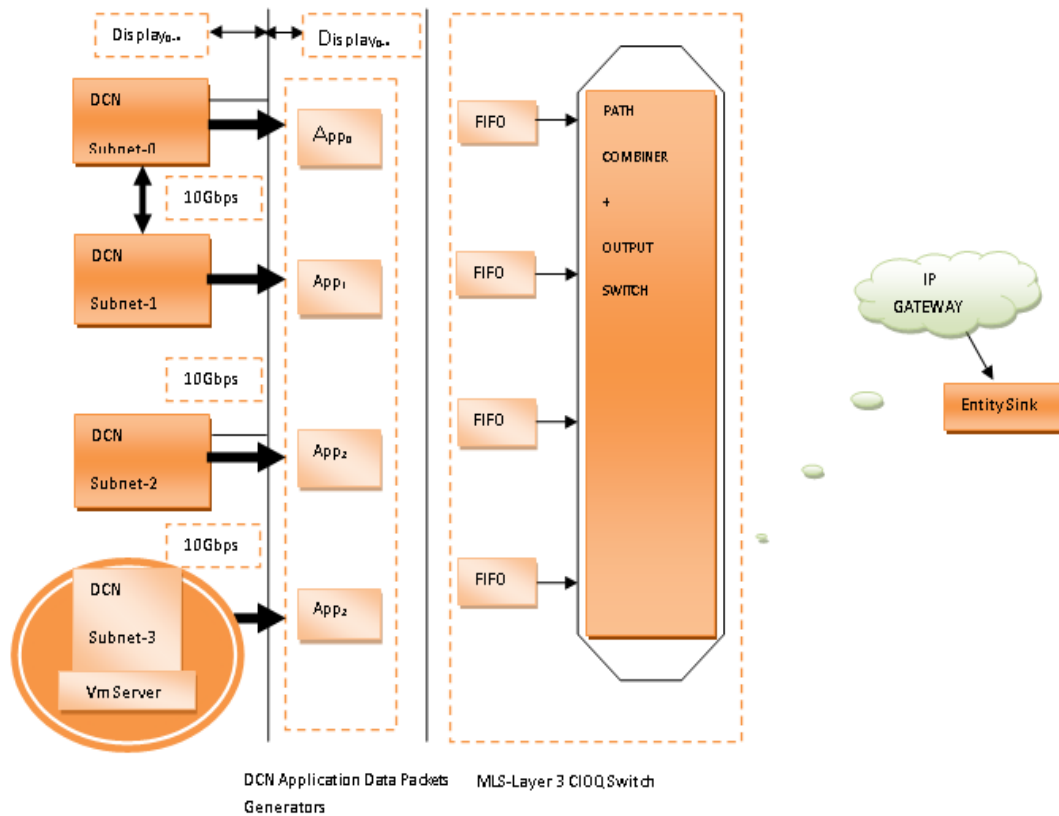 Display₀₋ₙ
Display₀₋ₙ
DCN
Subnet-0
App₀
10Gbps
DCN
Subnet-1
App₁
10Gbps
DCN
Subnet-2
App₂
10Gbps
DCN
Subnet-3
Vm Server
App₂
FIFO
FIFO
FIFO
FIFO
PATH
COMBINER
+
OUTPUT
SWITCH
IP
GATEWAY
Entity Sink
DCN Application Data Packets
Generators
MLS-Layer 3 CIOQ Switch